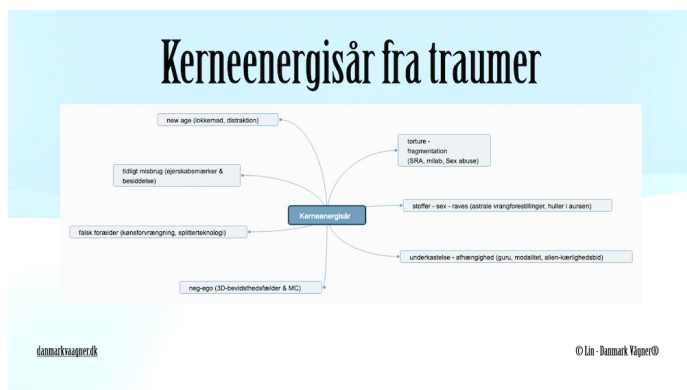 Kerneenergisår fra traumer
new age (lokkemad, distraktion)
torture -
fragmentation
(SRA, milab, Sex abuse)
tidligt misbrug (ejerskabsmærker &
besiddelse)
stoffer - sex - raves (astrale vrangforestillinger, huller i auraen)
Kerneenergisår
falsk forælder (kønsforvrængning, splitterteknologi)
underkastelse - afhængighed (guru, modalitet, alien-kærlighedsbid)
neg-ego (3D-bevidsthedsfælder & MC)
danmarkvaagner.dk
© Lin - Danmark Vågner®